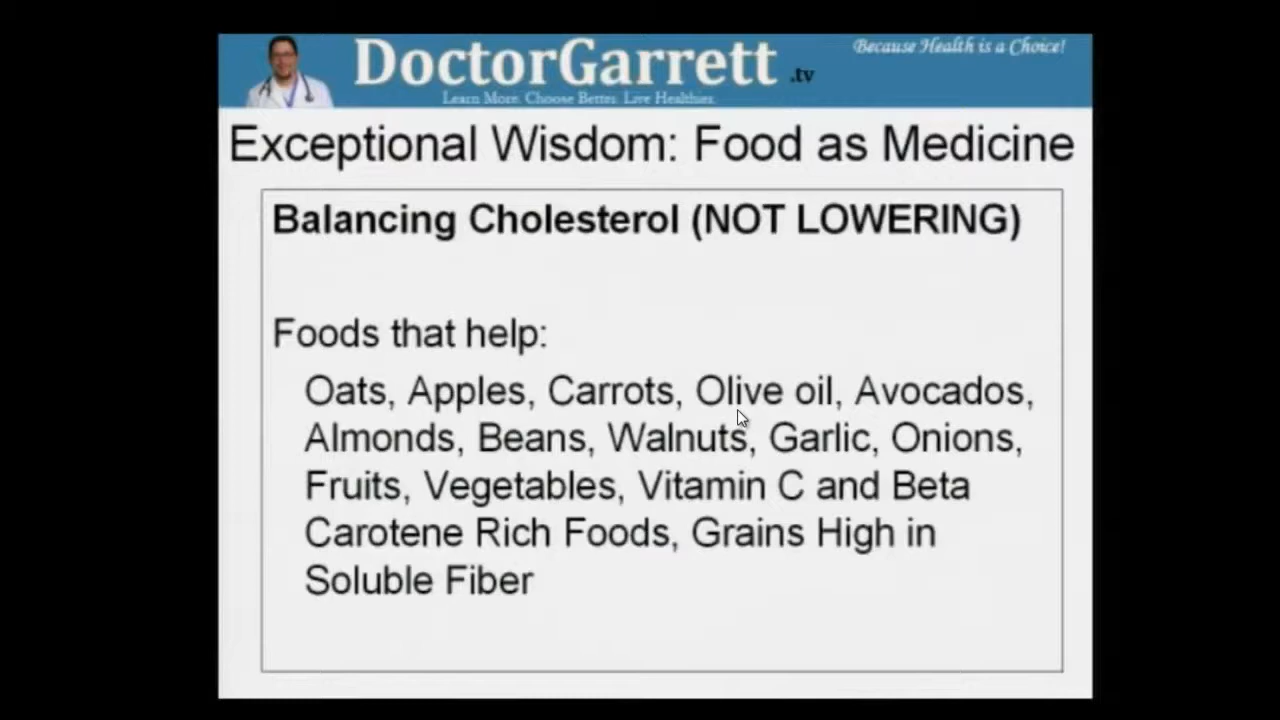 DoctorGarrett .tv
Because Health is a Choice!
Learn More. Choose Better. Live Healthier.
Exceptional Wisdom: Food as Medicine
Balancing Cholesterol (NOT LOWERING)
Foods that help:
Oats, Apples, Carrots, Olive oil, Avocados,
Almonds, Beans, Walnuts, Garlic, Onions,
Fruits, Vegetables, Vitamin C and Beta
Carotene Rich Foods, Grains High in
Soluble Fiber